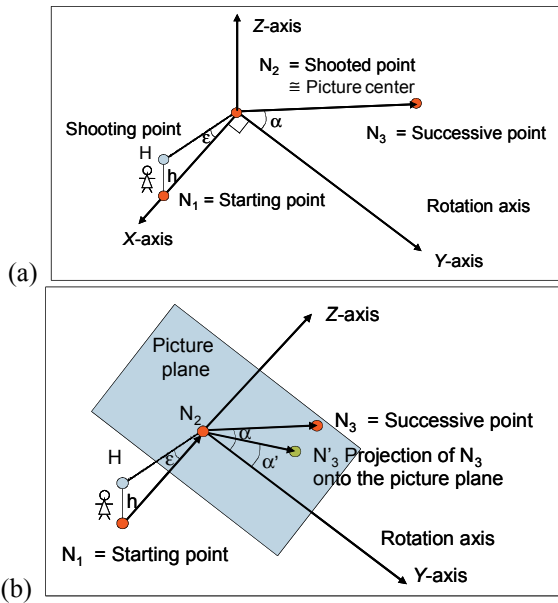 Z-axis
N2 = Shooted point
≅ Picture center
Shooting point
α
ε
H
N3 = Successive point
h
N1 = Starting point
Rotation axis
X-axis
Y-axis
(a)
Z-axis
Picture
plane
N2
α
N3 = Successive point
ε
α'
N'3 Projection of N3
onto the picture plane
H
h
N1 = Starting point
Rotation axis
Y-axis
(b)